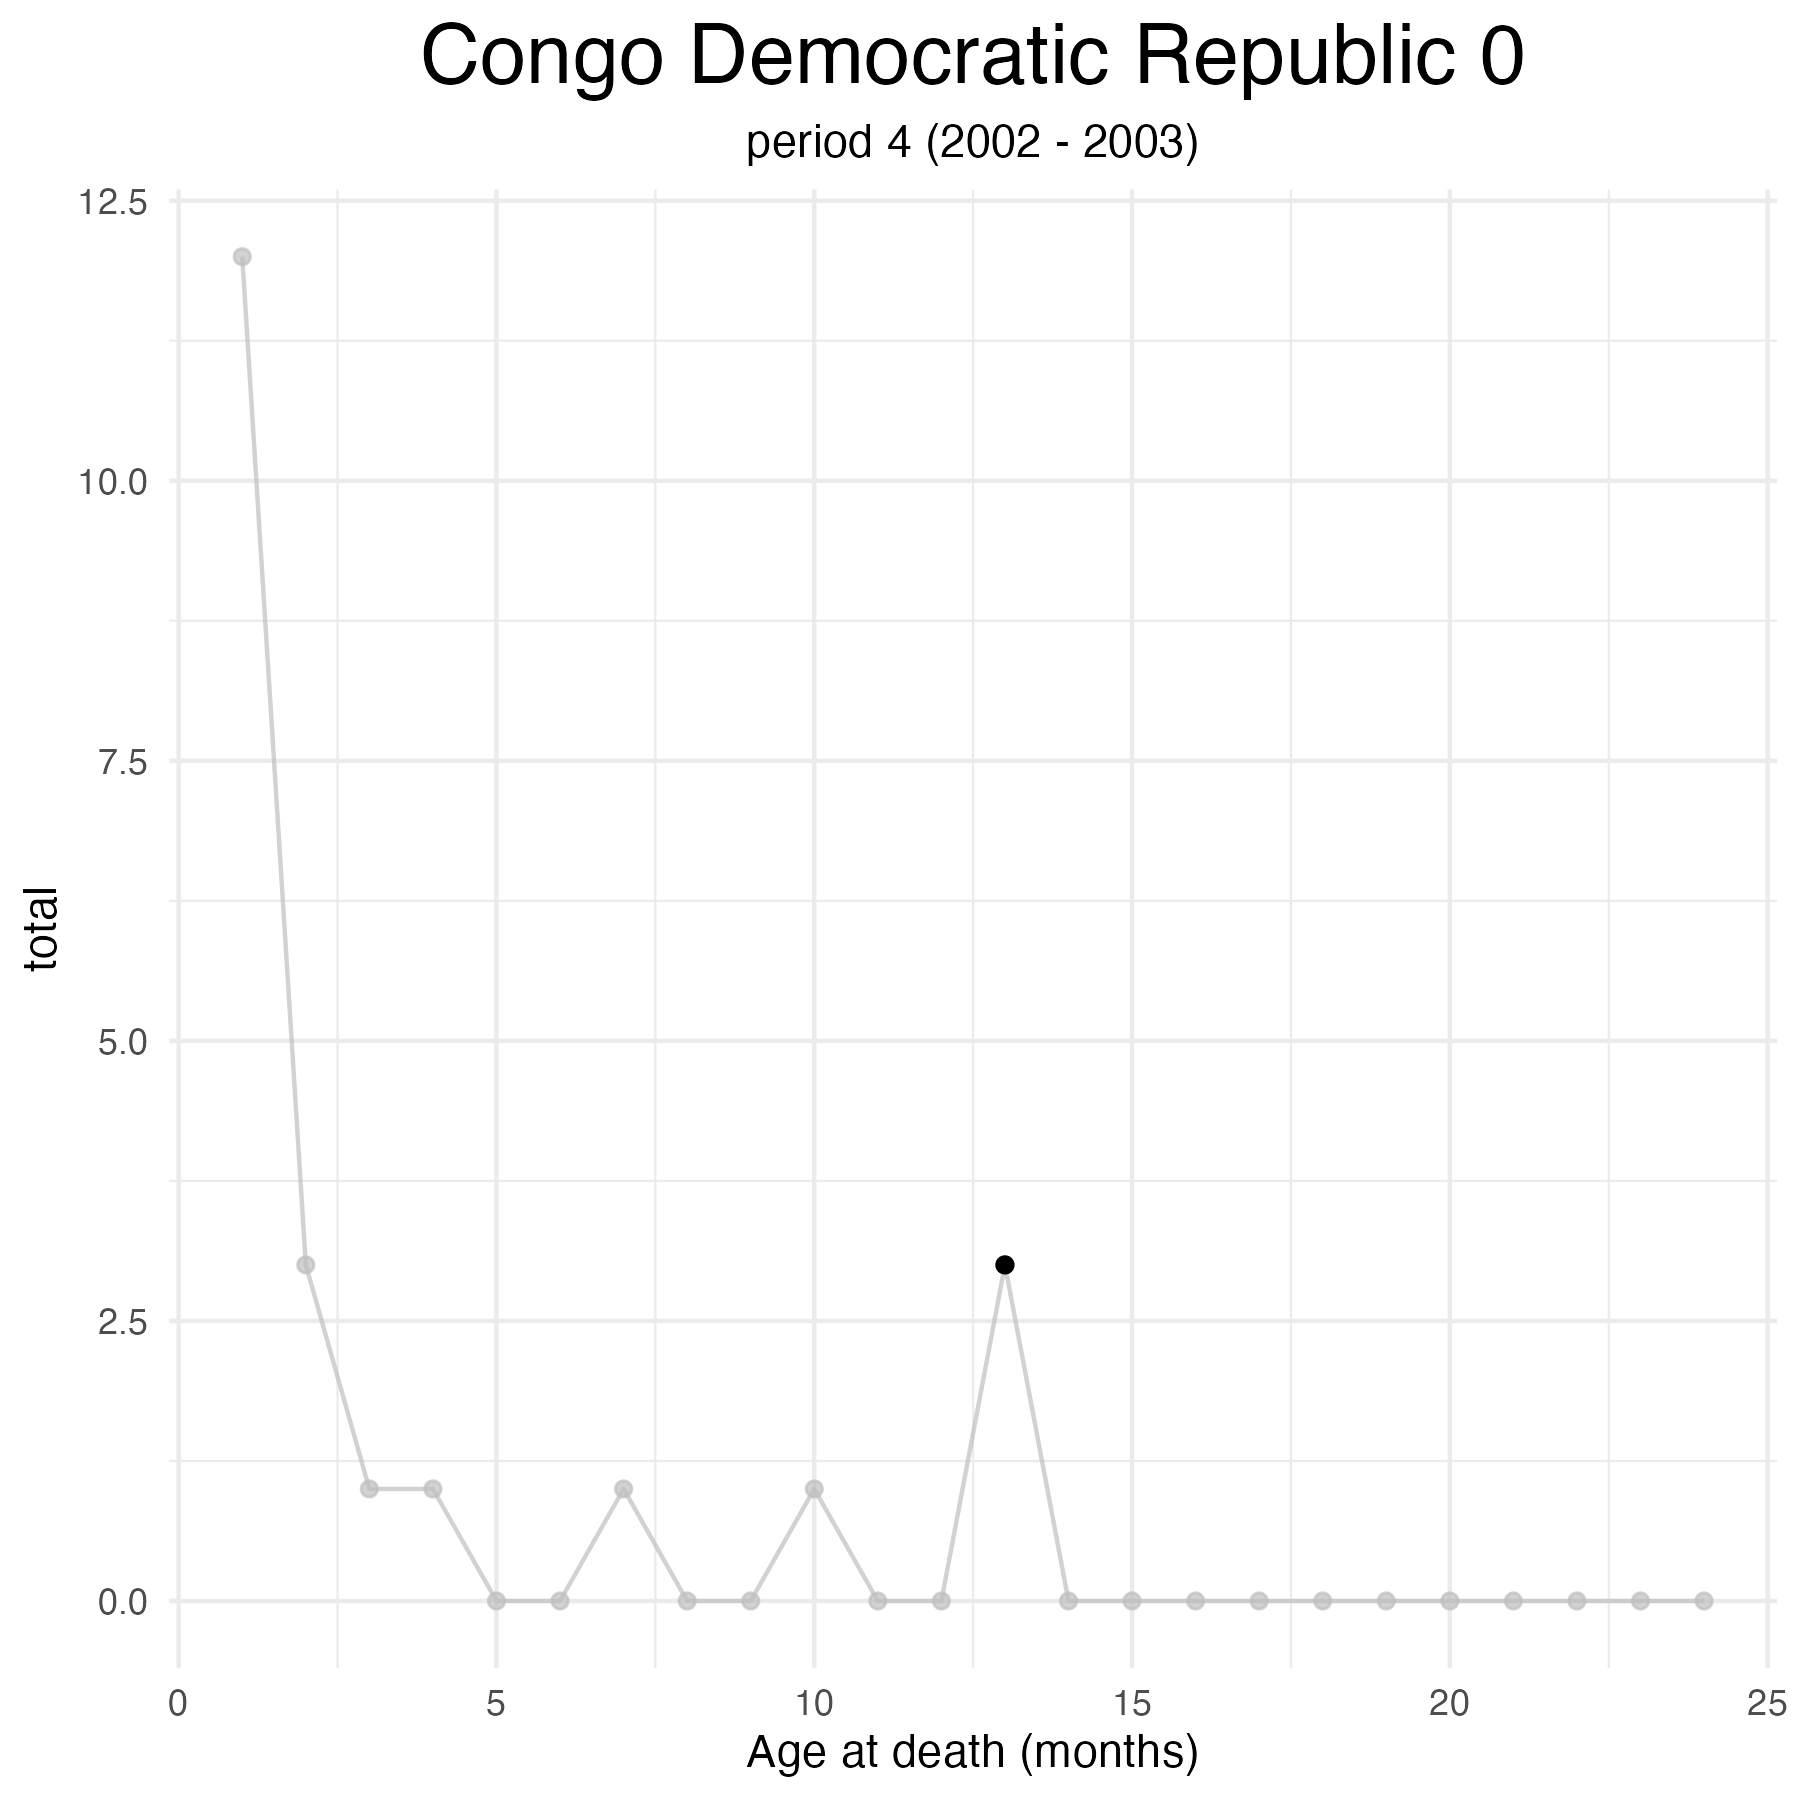 Congo Democratic Republic 0
period 4 (2002 - 2003)
12.5
10.0
7.5
5.0
2.5
0.0
total
0 5 10 15 20 25
Age at death (months)